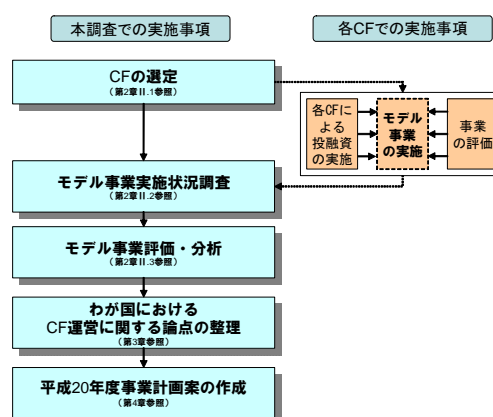 本調査での実施事項
各CFでの実施事項
CFの選定
（第2章Ⅱ.1参照）
各CFに
よる
投融資
の実施
モデル
事業
の実施
事業
の評価
モデル事業実施状況調査
（第2章Ⅱ.2参照）
モデル事業評価・分析
（第2章Ⅱ.3参照）
わが国における
CF運営に関する論点の整理
（第3章参照）
平成20年度事業計画案の作成
（第4章参照）